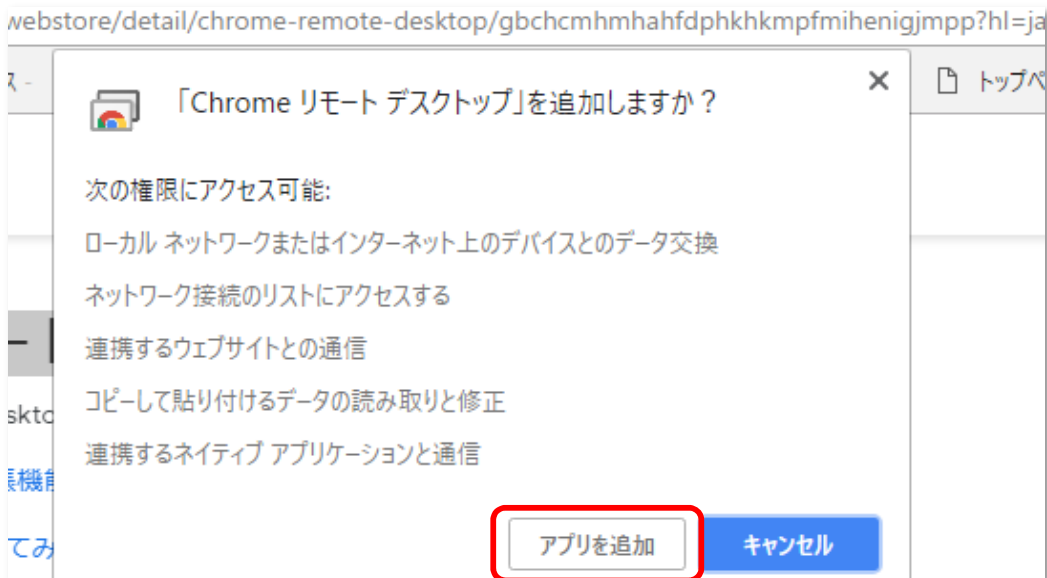 webstore/detail/chrome-remote-desktop/gbchcmhmhahfdphkhkmpfmihenigjmpp?hl=ja
ス -
トップペ
「Chrome リモート デスクトップ」を追加しますか？
次の権限にアクセス可能:
ローカル ネットワークまたはインターネット上のデバイスとのデータ交換
ネットワーク接続のリストにアクセスする
連携するウェブサイトとの通信
コピーして貼り付けるデータの読み取りと修正
skto
連携するネイティブ アプリケーションと通信
張機能
てみ
アプリを追加
キャンセル